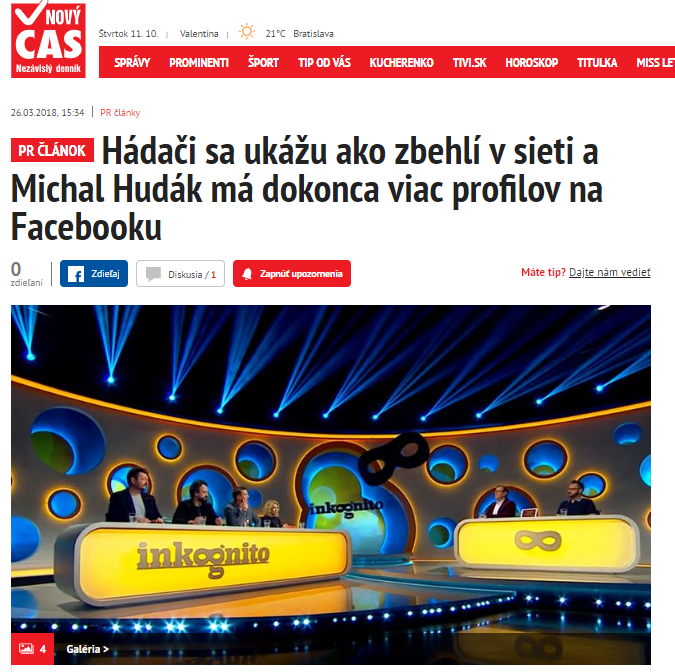 NOVÝ
ČAS
Nezávislý denník
Štvrtok 11. 10. | Valentina | 21°C Bratislava
SPRÁVY PROMINENTI ŠPORT TIP OD VÁS KUCHERENKO TIVI.SK HOROSKOP TITULKA MISS LET
26.03.2018, 15:34 | PR články
PR ČLÁNOK Hádači sa ukážu ako zbehlí v sieti a
Michal Hudák má dokonca viac profilov na
Facebooku
0
zdieľaní
f Zdieľaj
Diskusia / 1
Zapnúť upozornenia
Máte tip? Dajte nám vedieť
inkognito
inkognito
4 Galéria >